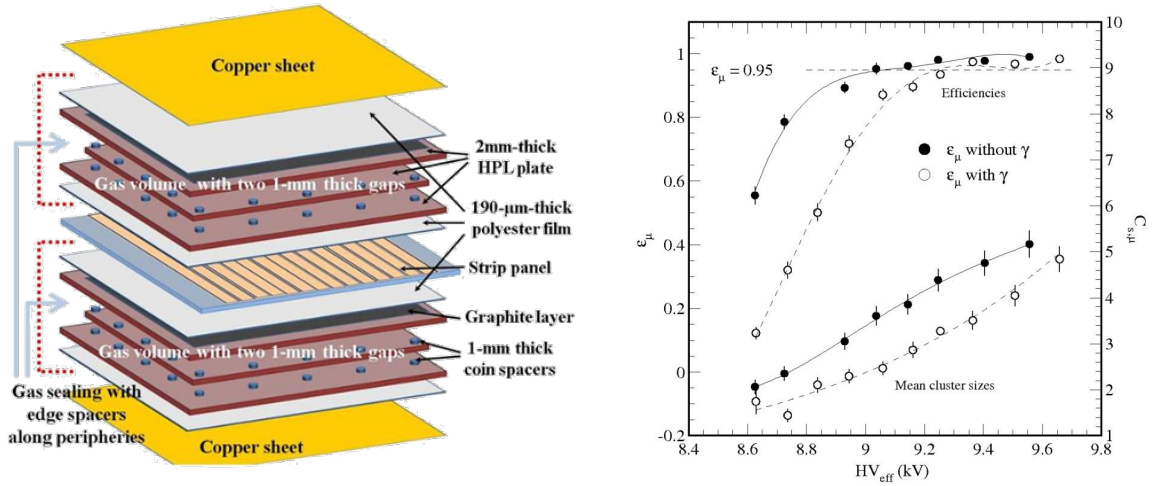 Copper sheet
2mm-thick
HPL plate
Gas volume with two 1-mm thick gaps
190-μm-thick
polyester film
Strip panel
Graphite layer
Gas volume with two 1-mm thick gaps
1-mm thick
coin spacers
Gas sealing with
edge spacers
along peripheries
Copper sheet
ε_μ
1
0.8
0.6
0.4
0.2
0
-0.2
ε_μ = 0.95
Efficiencies
ε_μ without γ
ε_μ with γ
Mean cluster sizes
10
9
8
7
6
5
4
3
2
1
C_s,μ
8.4 8.6 8.8 9 9.2 9.4 9.6 9.8
HV_eff (kV)